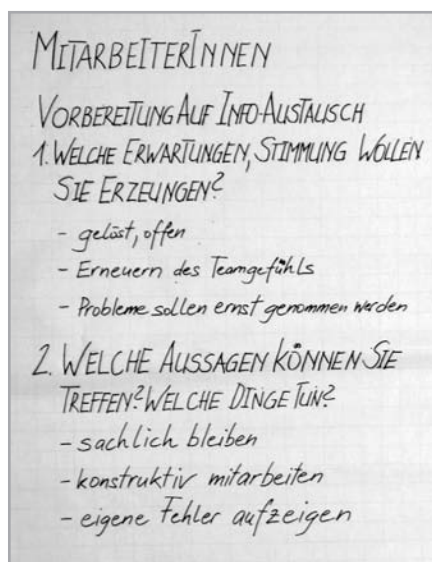 MITARBEITERINNEN
VORBEREITUNG AUF INFO-AUSTAUSCH
1. WELCHE ERWARTUNGEN, STIMMUNG WOLLEN
SIE ERZEUNGEN?
- gelöst, offen
- Erneuern des Teamgefühls
- Probleme sollen ernst genommen werden
2. WELCHE AUSSAGEN KÖNNEN SIE
TREFFEN? WELCHE DINGE TUN?
- sachlich bleiben
- konstruktiv mitarbeiten
- eigene Fehler aufzeigen